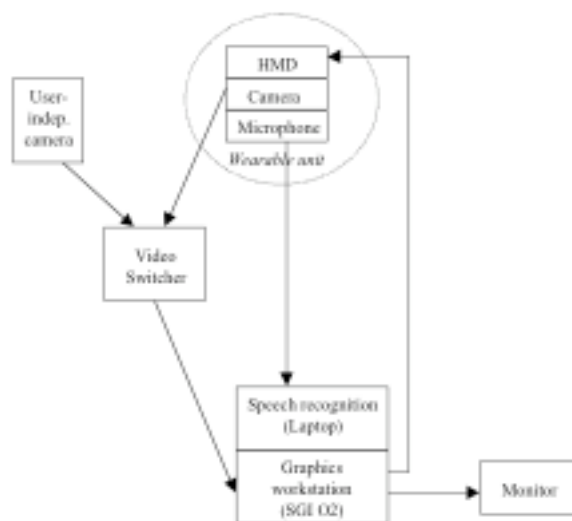 HMD
Camera
Microphone
Wearable unit
User-
indep.
camera
Video
Switcher
Speech recognition
(Laptop)
Graphics
workstation
(SGI O2)
Monitor